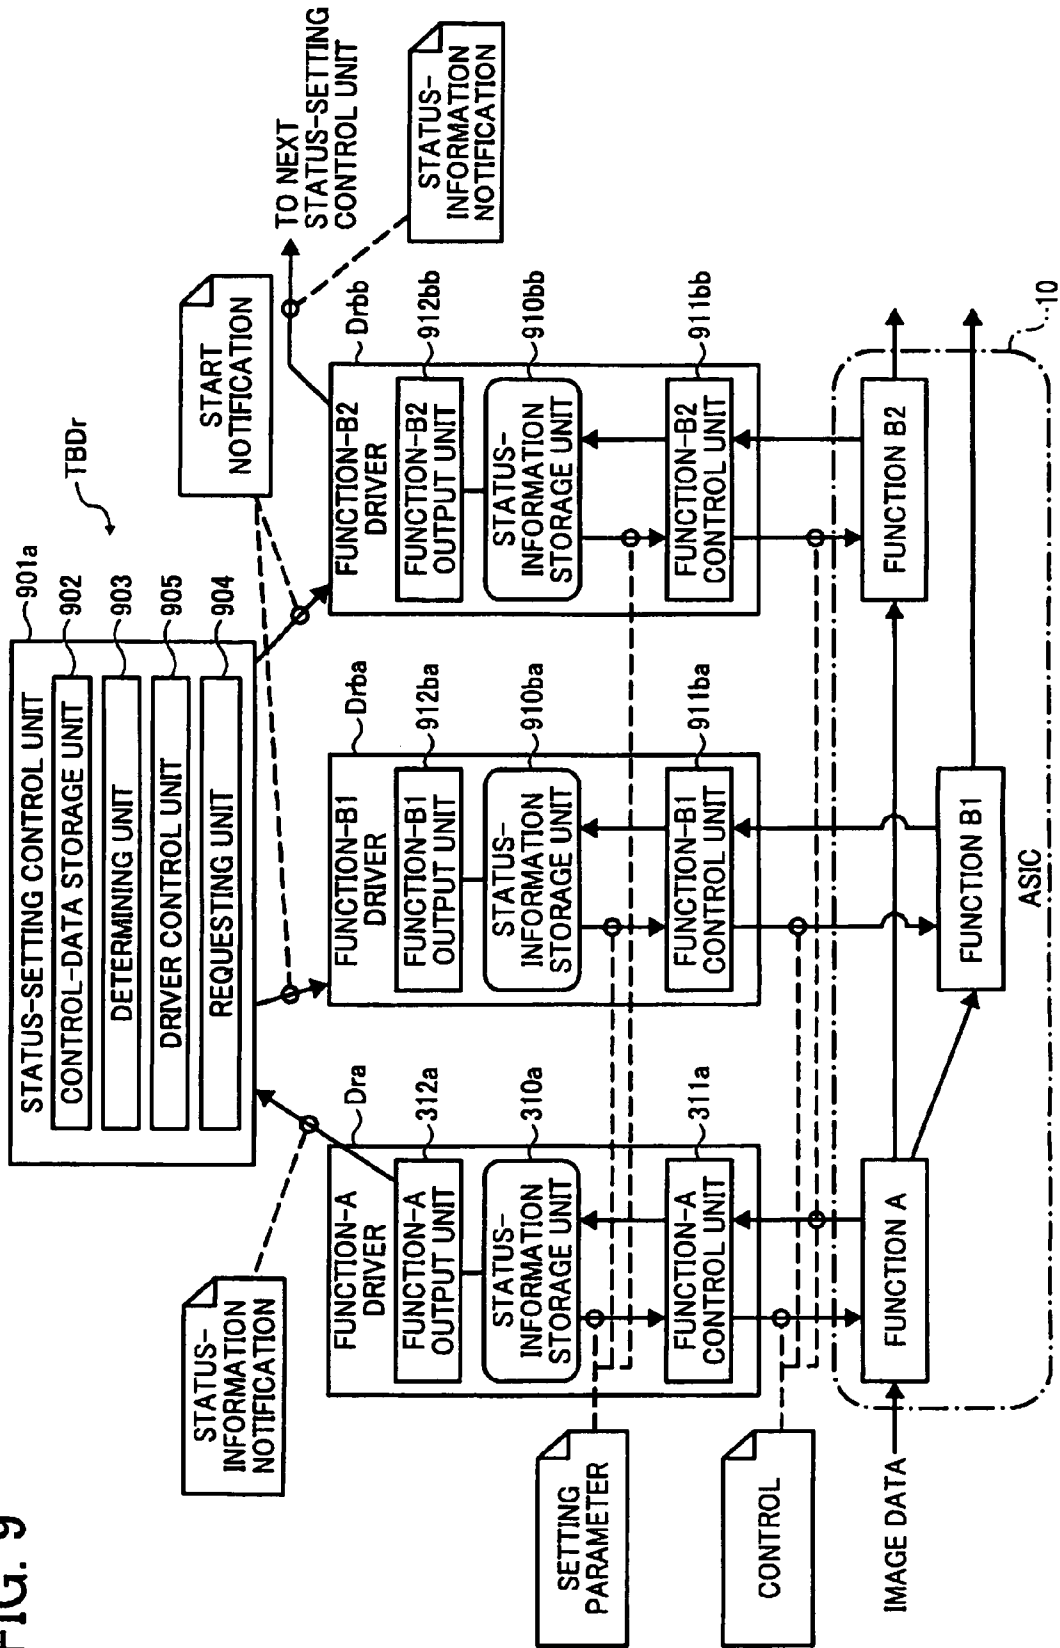 FIG. 9
TBDr
STATUS-SETTING CONTROL UNIT
901a
CONTROL-DATA STORAGE UNIT
902
DETERMINING UNIT
903
DRIVER CONTROL UNIT
905
REQUESTING UNIT
904
STATUS-
INFORMATION
NOTIFICATION
START
NOTIFICATION
TO NEXT
STATUS-SETTING
CONTROL UNIT
STATUS-
INFORMATION
NOTIFICATION
FUNCTION-A
DRIVER
Dra
FUNCTION-A
OUTPUT UNIT
312a
STATUS-
INFORMATION
STORAGE UNIT
310a
FUNCTION-A
CONTROL UNIT
311a
FUNCTION-B1
DRIVER
Drba
FUNCTION-B1
OUTPUT UNIT
912ba
STATUS-
INFORMATION
STORAGE UNIT
910ba
FUNCTION-B1
CONTROL UNIT
911ba
FUNCTION-B2
DRIVER
Drbb
FUNCTION-B2
OUTPUT UNIT
912bb
STATUS-
INFORMATION
STORAGE UNIT
910bb
FUNCTION-B2
CONTROL UNIT
911bb
SETTING
PARAMETER
CONTROL
IMAGE DATA
FUNCTION A
FUNCTION B1
FUNCTION B2
ASIC
10